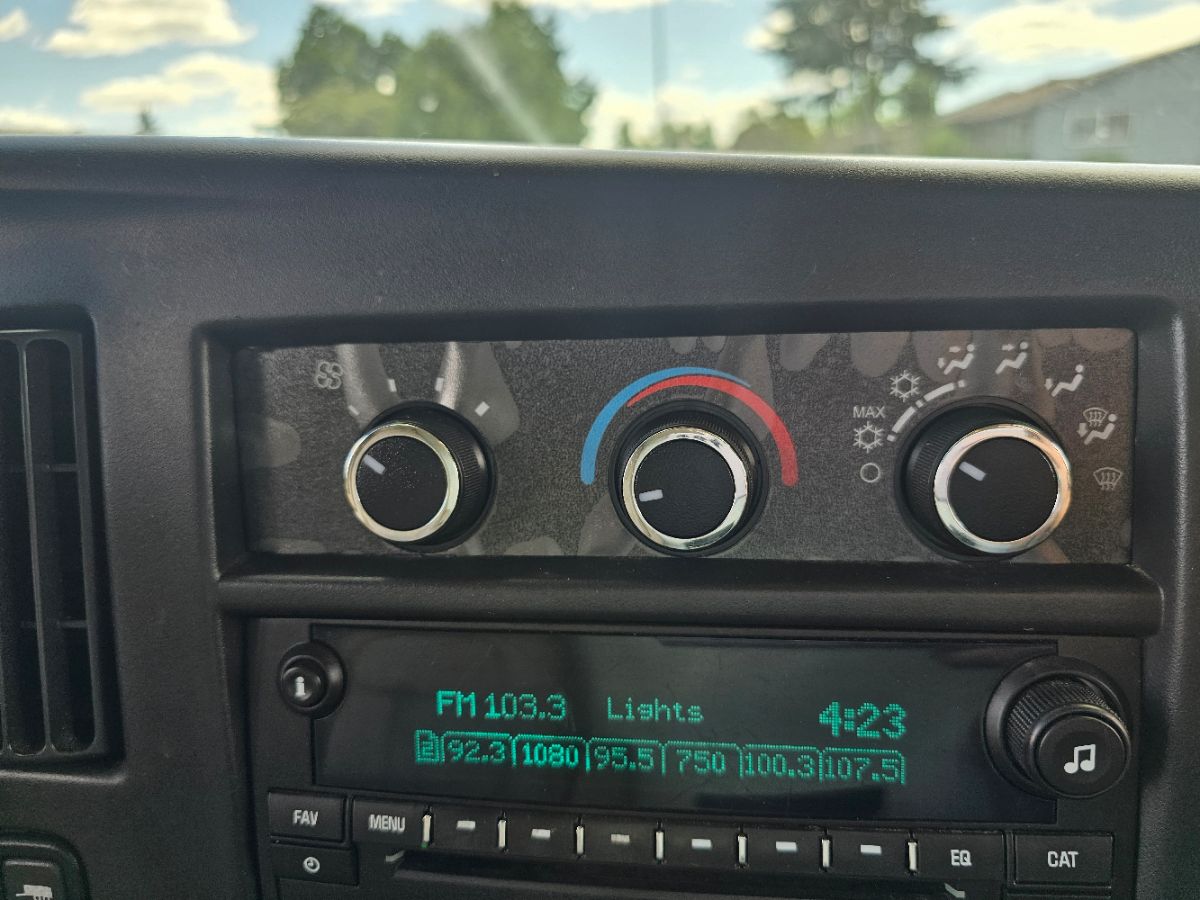 MAX
i
FM 103.3 Lights 4:23
2 92.3 1080 95.5 750 100.3 107.5
FAV MENU EQ CAT